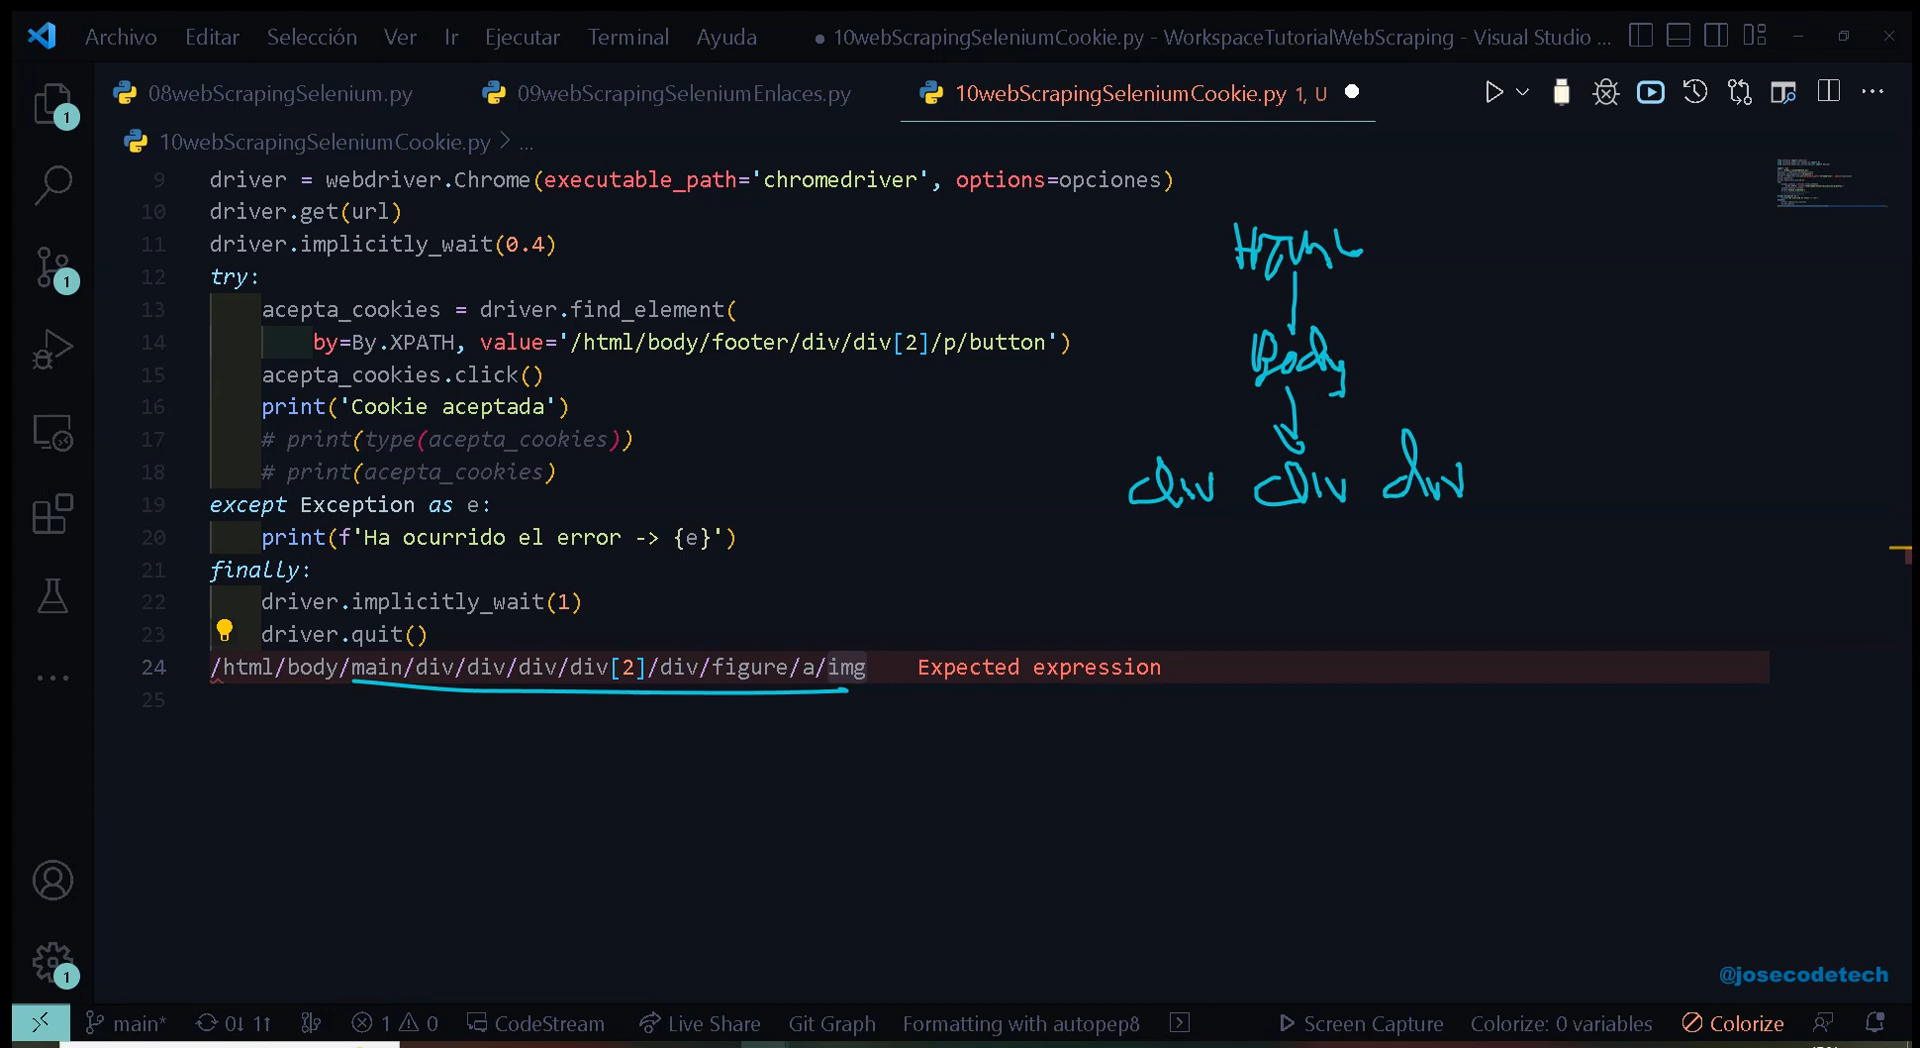 Archivo Editar Selección Ver Ir Ejecutar Terminal Ayuda ● 10webScrapingSeleniumCookie.py - WorkspaceTutorialWebScraping - Visual Studio ...
08webScrapingSelenium.py 09webScrapingSeleniumEnlaces.py 10webScrapingSeleniumCookie.py 1, U
10webScrapingSeleniumCookie.py > ...
9 driver = webdriver.Chrome(executable_path='chromedriver', options=opciones)
10 driver.get(url)
11 driver.implicitly_wait(0.4)
12 try:
13 acepta_cookies = driver.find_element(
14 by=By.XPATH, value='/html/body/footer/div/div[2]/p/button')
15 acepta_cookies.click()
16 print('Cookie aceptada')
17 # print(type(acepta_cookies))
18 # print(acepta_cookies)
19 except Exception as e:
20 print(f'Ha ocurrido el error -> {e}')
21 finally:
22 driver.implicitly_wait(1)
23 driver.quit()
24 /html/body/main/div/div/div/div[2]/div/figure/a/img Expected expression
25
Html
Body
div div div
1
1
1
@josecodetech
main* 0↓ 1↑ 1 0 CodeStream Live Share Git Graph Formatting with autopep8 Screen Capture Colorize: 0 variables Colorize